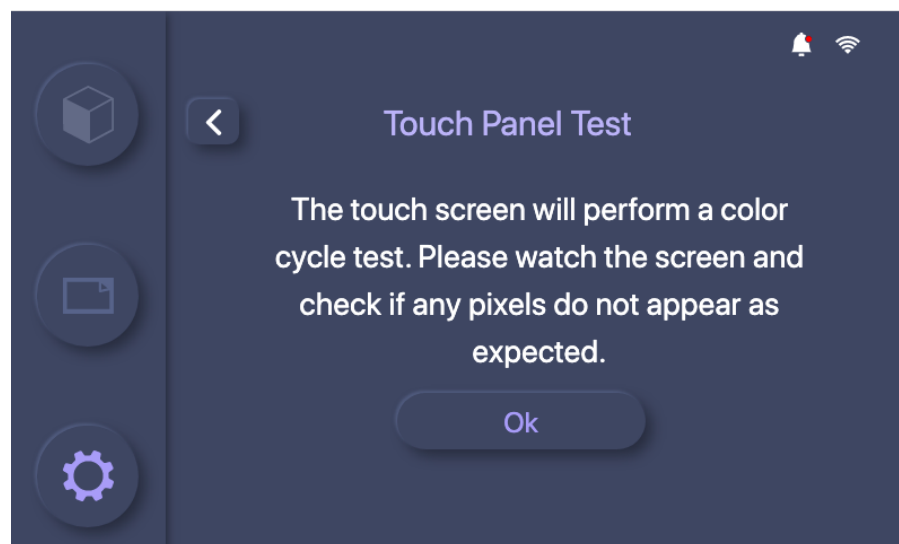 Touch Panel Test
The touch screen will perform a color
cycle test. Please watch the screen and
check if any pixels do not appear as
expected.
Ok